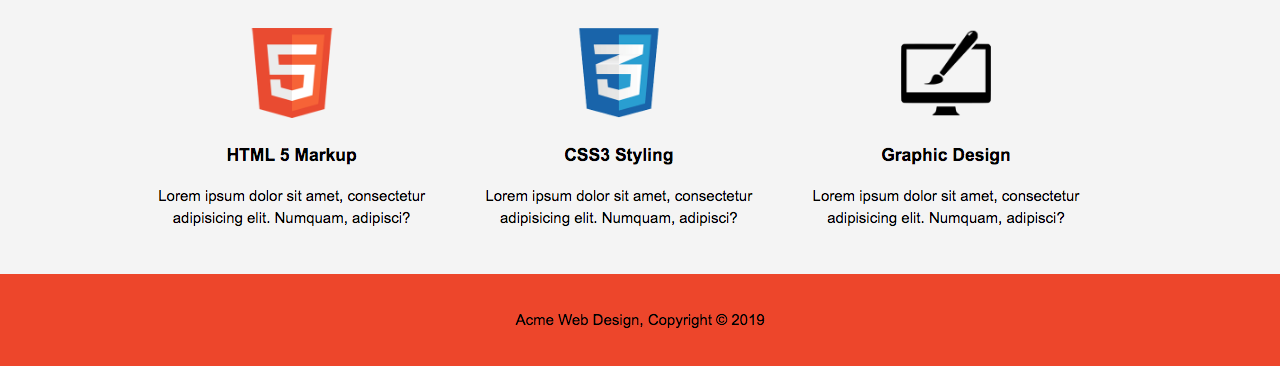 5
3
HTML 5 Markup
CSS3 Styling
Graphic Design
Lorem ipsum dolor sit amet, consectetur
adipisicing elit. Numquam, adipisci?
Lorem ipsum dolor sit amet, consectetur
adipisicing elit. Numquam, adipisci?
Lorem ipsum dolor sit amet, consectetur
adipisicing elit. Numquam, adipisci?
Acme Web Design, Copyright © 2019